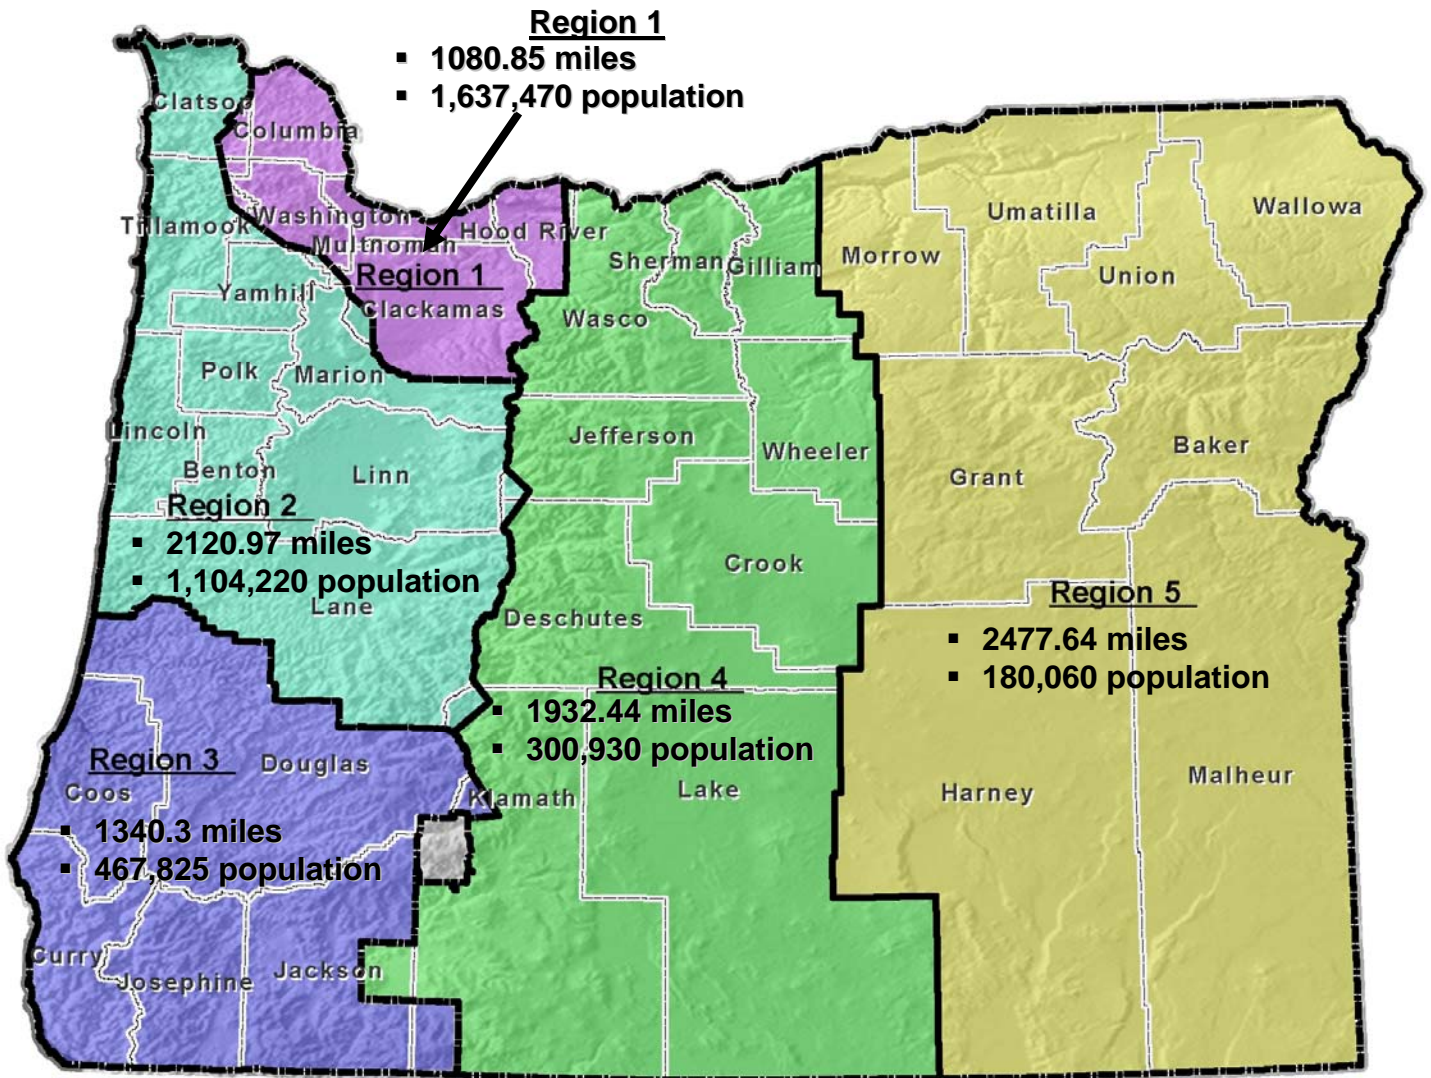 Region 1
▪ 1080.85 miles
▪ 1,637,470 population
Clatsop
Columbia
Tillamook
Washington
Multnomah
Hood River
Region 1
Clackamas
Yamhill
Polk
Marion
Lincoln
Benton
Linn
Region 2
▪ 2120.97 miles
▪ 1,104,220 population
Lane
Sherman
Gilliam
Wasco
Jefferson
Wheeler
Crook
Deschutes
Region 4
▪ 1932.44 miles
▪ 300,930 population
Klamath
Lake
Morrow
Umatilla
Wallowa
Union
Grant
Baker
Region 5
▪ 2477.64 miles
▪ 180,060 population
Harney
Malheur
Region 3
Douglas
Coos
▪ 1340.3 miles
▪ 467,825 population
Curry
Josephine
Jackson